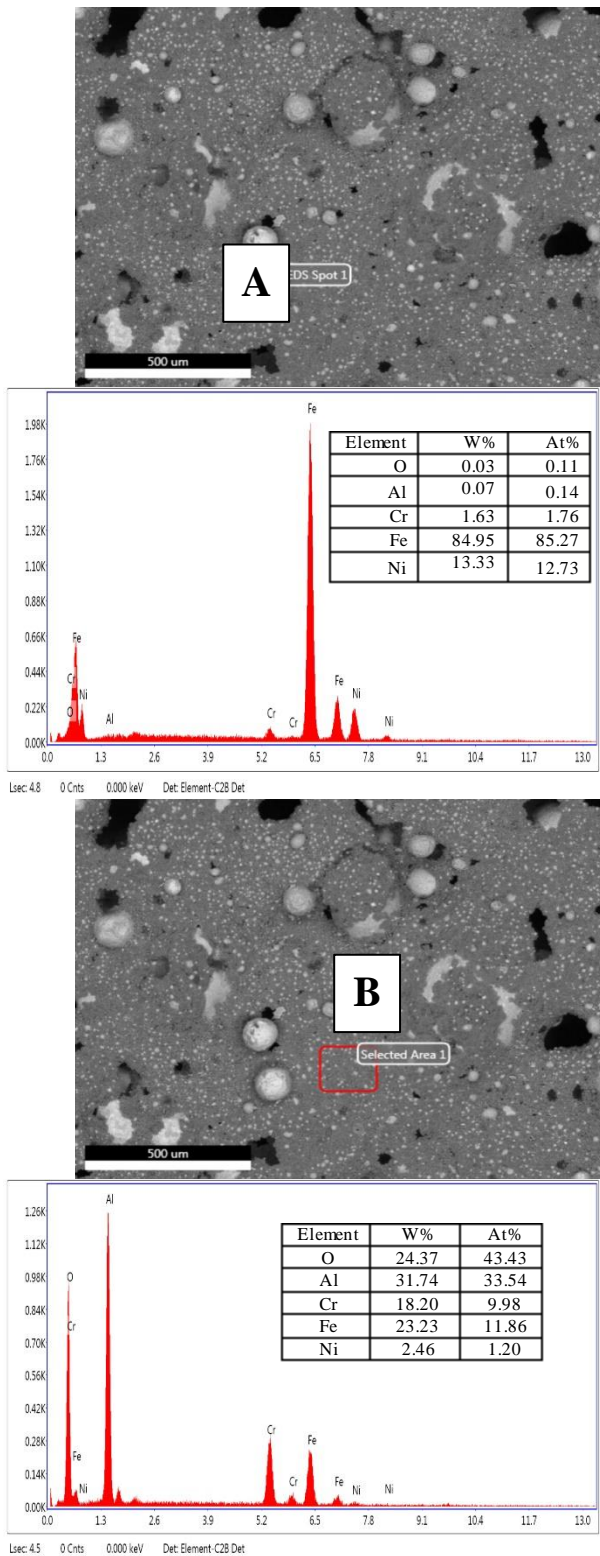 A
EDS Spot 1
500 um
1.98K
1.76K
1.54K
1.32K
1.10K
0.88K
0.66K
0.44K
0.22K
0.00K
Fe
Cr
O
Fe
Ni
Al
Cr
Cr
Fe
Ni
Ni
Element W% At%
O 0.03 0.11
Al 0.07 0.14
Cr 1.63 1.76
Fe 84.95 85.27
Ni 13.33 12.73
0.0 1.3 2.6 3.9 5.2 6.5 7.8 9.1 10.4 11.7 13.0
Lsec: 4.8 0 Cnts 0.000 keV Det: Element-C2B Det
B
Selected Area 1
500 um
1.26K
1.12K
0.98K
0.84K
0.70K
0.56K
0.42K
0.28K
0.14K
0.00K
Al
O
Cr
Fe
Ni
Cr
Cr
Fe
Fe
Ni
Ni
Element W% At%
O 24.37 43.43
Al 31.74 33.54
Cr 18.20 9.98
Fe 23.23 11.86
Ni 2.46 1.20
0.0 1.3 2.6 3.9 5.2 6.5 7.8 9.1 10.4 11.7 13.0
Lsec: 4.5 0 Cnts 0.000 keV Det: Element-C2B Det